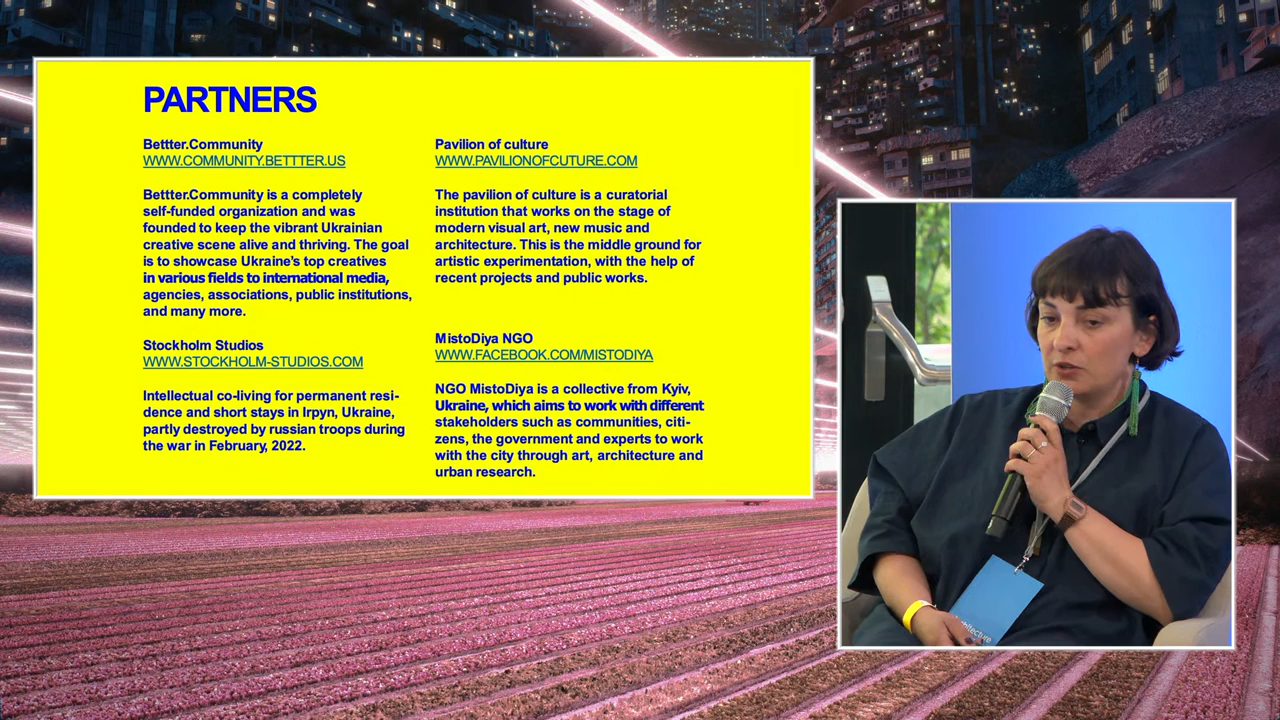 PARTNERS
Bettter.Community
WWW.COMMUNITY.BETTTER.US
Bettter.Community is a completely
self-funded organization and was
founded to keep the vibrant Ukrainian
creative scene alive and thriving. The goal
is to showcase Ukraine's top creatives
in various fields to international media,
agencies, associations, public institutions,
and many more.
Stockholm Studios
WWW.STOCKHOLM-STUDIOS.COM
Intellectual co-living for permanent resi-
dence and short stays in Irpyn, Ukraine,
partly destroyed by russian troops during
the war in February, 2022.
Pavilion of culture
WWW.PAVILIONOFCUTURE.COM
The pavilion of culture is a curatorial
institution that works on the stage of
modern visual art, new music and
architecture. This is the middle ground for
artistic experimentation, with the help of
recent projects and public works.
MistoDiya NGO
WWW.FACEBOOK.COM/MISTODIYA
NGO MistoDiya is a collective from Kyiv,
Ukraine, which aims to work with different
stakeholders such as communities, citi-
zens, the government and experts to work
with the city through art, architecture and
urban research.